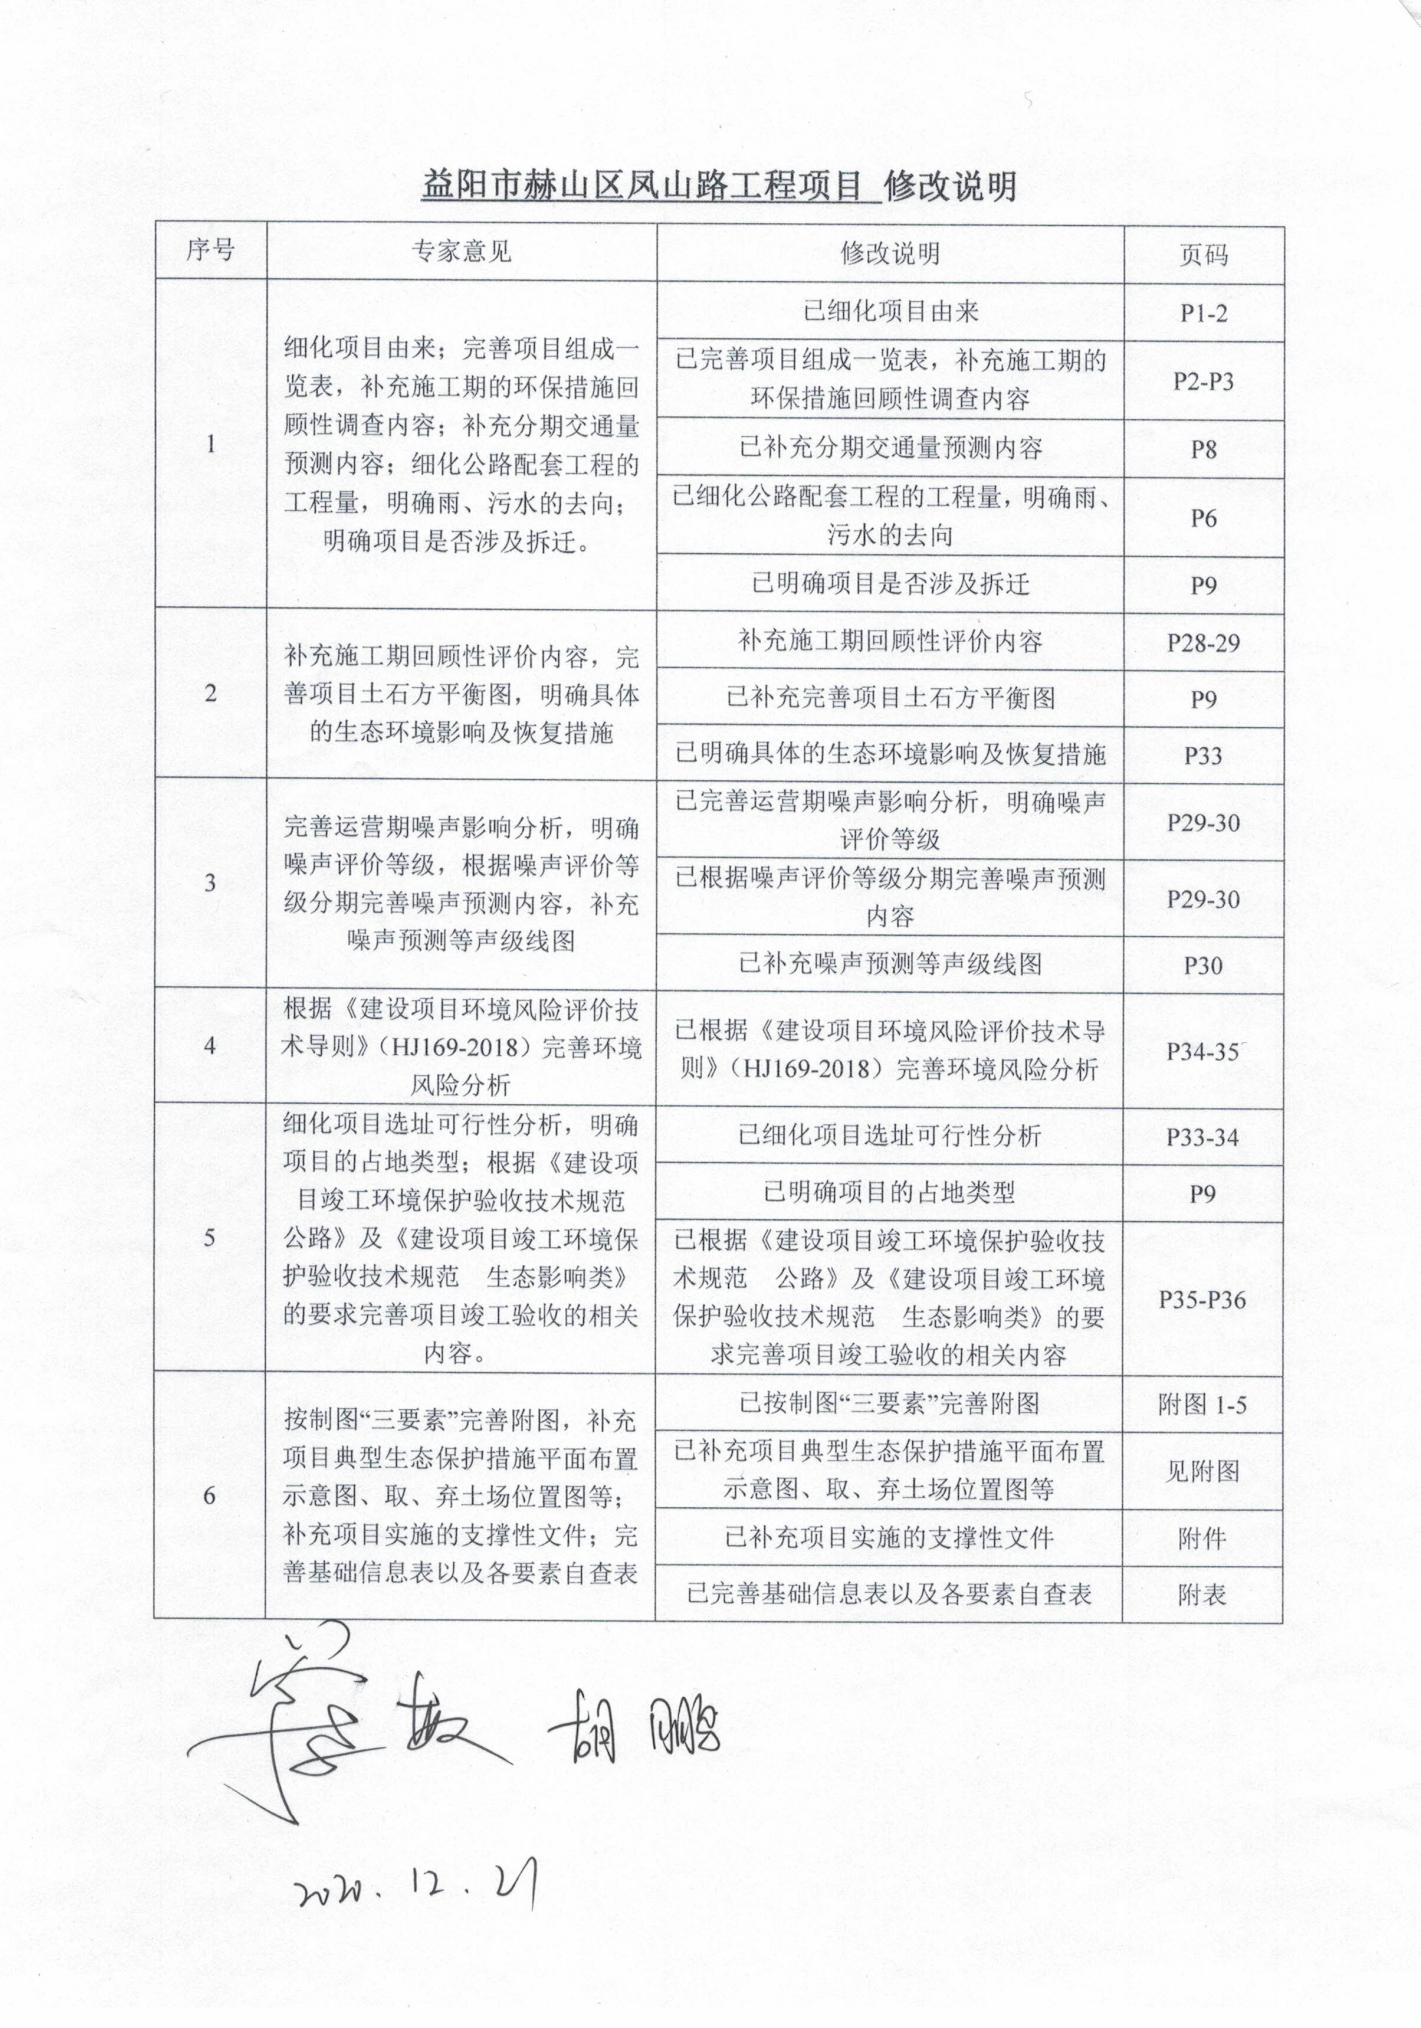 益阳市赫山区凤山路工程项目 修改说明
序号 专家意见 修改说明 页码
1
细化项目由来；完善项目组成一
览表，补充施工期的环保措施回
顾性调查内容；补充分期交通量
预测内容；细化公路配套工程的
工程量，明确雨、污水的去向；
明确项目是否涉及拆迁。
已细化项目由来 P1-2
已完善项目组成一览表，补充施工期的
环保措施回顾性调查内容
P2-P3
已补充分期交通量预测内容 P8
已细化公路配套工程的工程量，明确雨、
污水的去向
P6
已明确项目是否涉及拆迁 P9
2
补充施工期回顾性评价内容，完
善项目土石方平衡图，明确具体
的生态环境影响及恢复措施
补充施工期回顾性评价内容 P28-29
已补充完善项目土石方平衡图 P9
已明确具体的生态环境影响及恢复措施 P33
3
完善运营期噪声影响分析，明确
噪声评价等级，根据噪声评价等
级分期完善噪声预测内容，补充
噪声预测等声级线图
已完善运营期噪声影响分析，明确噪声
评价等级
P29-30
已根据噪声评价等级分期完善噪声预测
内容
P29-30
已补充噪声预测等声级线图 P30
4
根据《建设项目环境风险评价技
术导则》（HJ169-2018）完善环境
风险分析
已根据《建设项目环境风险评价技术导
则》（HJ169-2018）完善环境风险分析
P34-35
5
细化项目选址可行性分析，明确
项目的占地类型；根据《建设项
目竣工环境保护验收技术规范
公路》及《建设项目竣工环境保
护验收技术规范 生态影响类》
的要求完善项目竣工验收的相关
内容。
已细化项目选址可行性分析 P33-34
已明确项目的占地类型 P9
已根据《建设项目竣工环境保护验收技
术规范 公路》及《建设项目竣工环境
保护验收技术规范 生态影响类》的要
求完善项目竣工验收的相关内容
P35-P36
6
按制图“三要素”完善附图，补充
项目典型生态保护措施平面布置
示意图、取、弃土场位置图等；
补充项目实施的支撑性文件；完
善基础信息表以及各要素自查表
已按制图“三要素”完善附图 附图 1-5
已补充项目典型生态保护措施平面布置
示意图、取、弃土场位置图等
见附图
已补充项目实施的支撑性文件 附件
已完善基础信息表以及各要素自查表 附表
敏 胡鹏
2020.12.21